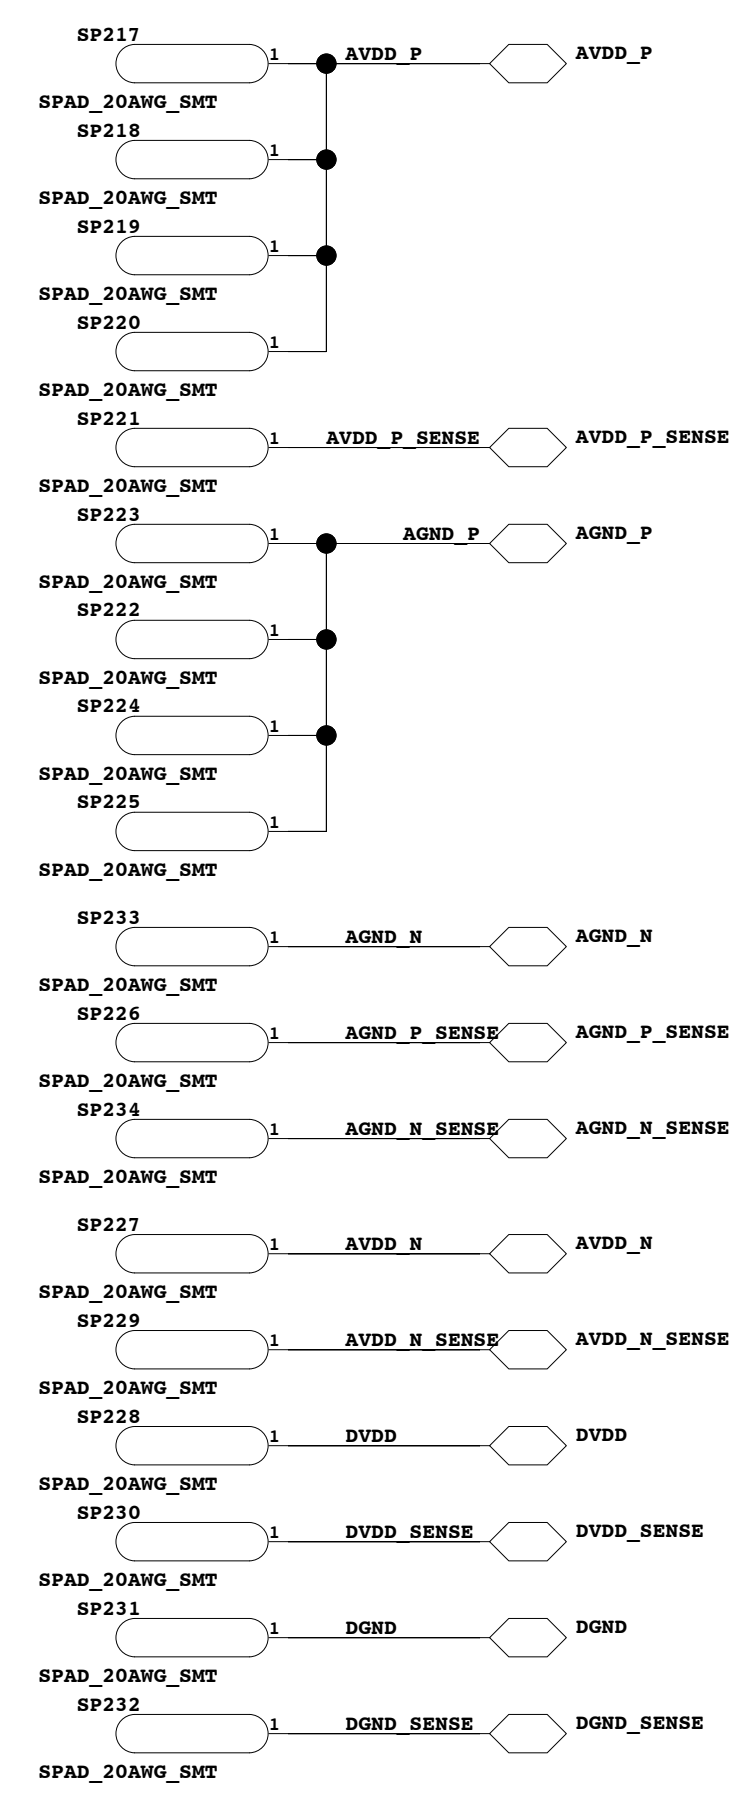 SP217
1 AVDD_P AVDD_P
SPAD_20AWG_SMT
SP218
1
SPAD_20AWG_SMT
SP219
1
SPAD_20AWG_SMT
SP220
1
SPAD_20AWG_SMT
SP221
1 AVDD_P_SENSE AVDD_P_SENSE
SPAD_20AWG_SMT
SP223
1 AGND_P AGND_P
SPAD_20AWG_SMT
SP222
1
SPAD_20AWG_SMT
SP224
1
SPAD_20AWG_SMT
SP225
1
SPAD_20AWG_SMT
SP233
1 AGND_N AGND_N
SPAD_20AWG_SMT
SP226
1 AGND_P_SENSE AGND_P_SENSE
SPAD_20AWG_SMT
SP234
1 AGND_N_SENSE AGND_N_SENSE
SPAD_20AWG_SMT
SP227
1 AVDD_N AVDD_N
SPAD_20AWG_SMT
SP229
1 AVDD_N_SENSE AVDD_N_SENSE
SPAD_20AWG_SMT
SP228
1 DVDD DVDD
SPAD_20AWG_SMT
SP230
1 DVDD_SENSE DVDD_SENSE
SPAD_20AWG_SMT
SP231
1 DGND DGND
SPAD_20AWG_SMT
SP232
1 DGND_SENSE DGND_SENSE
SPAD_20AWG_SMT